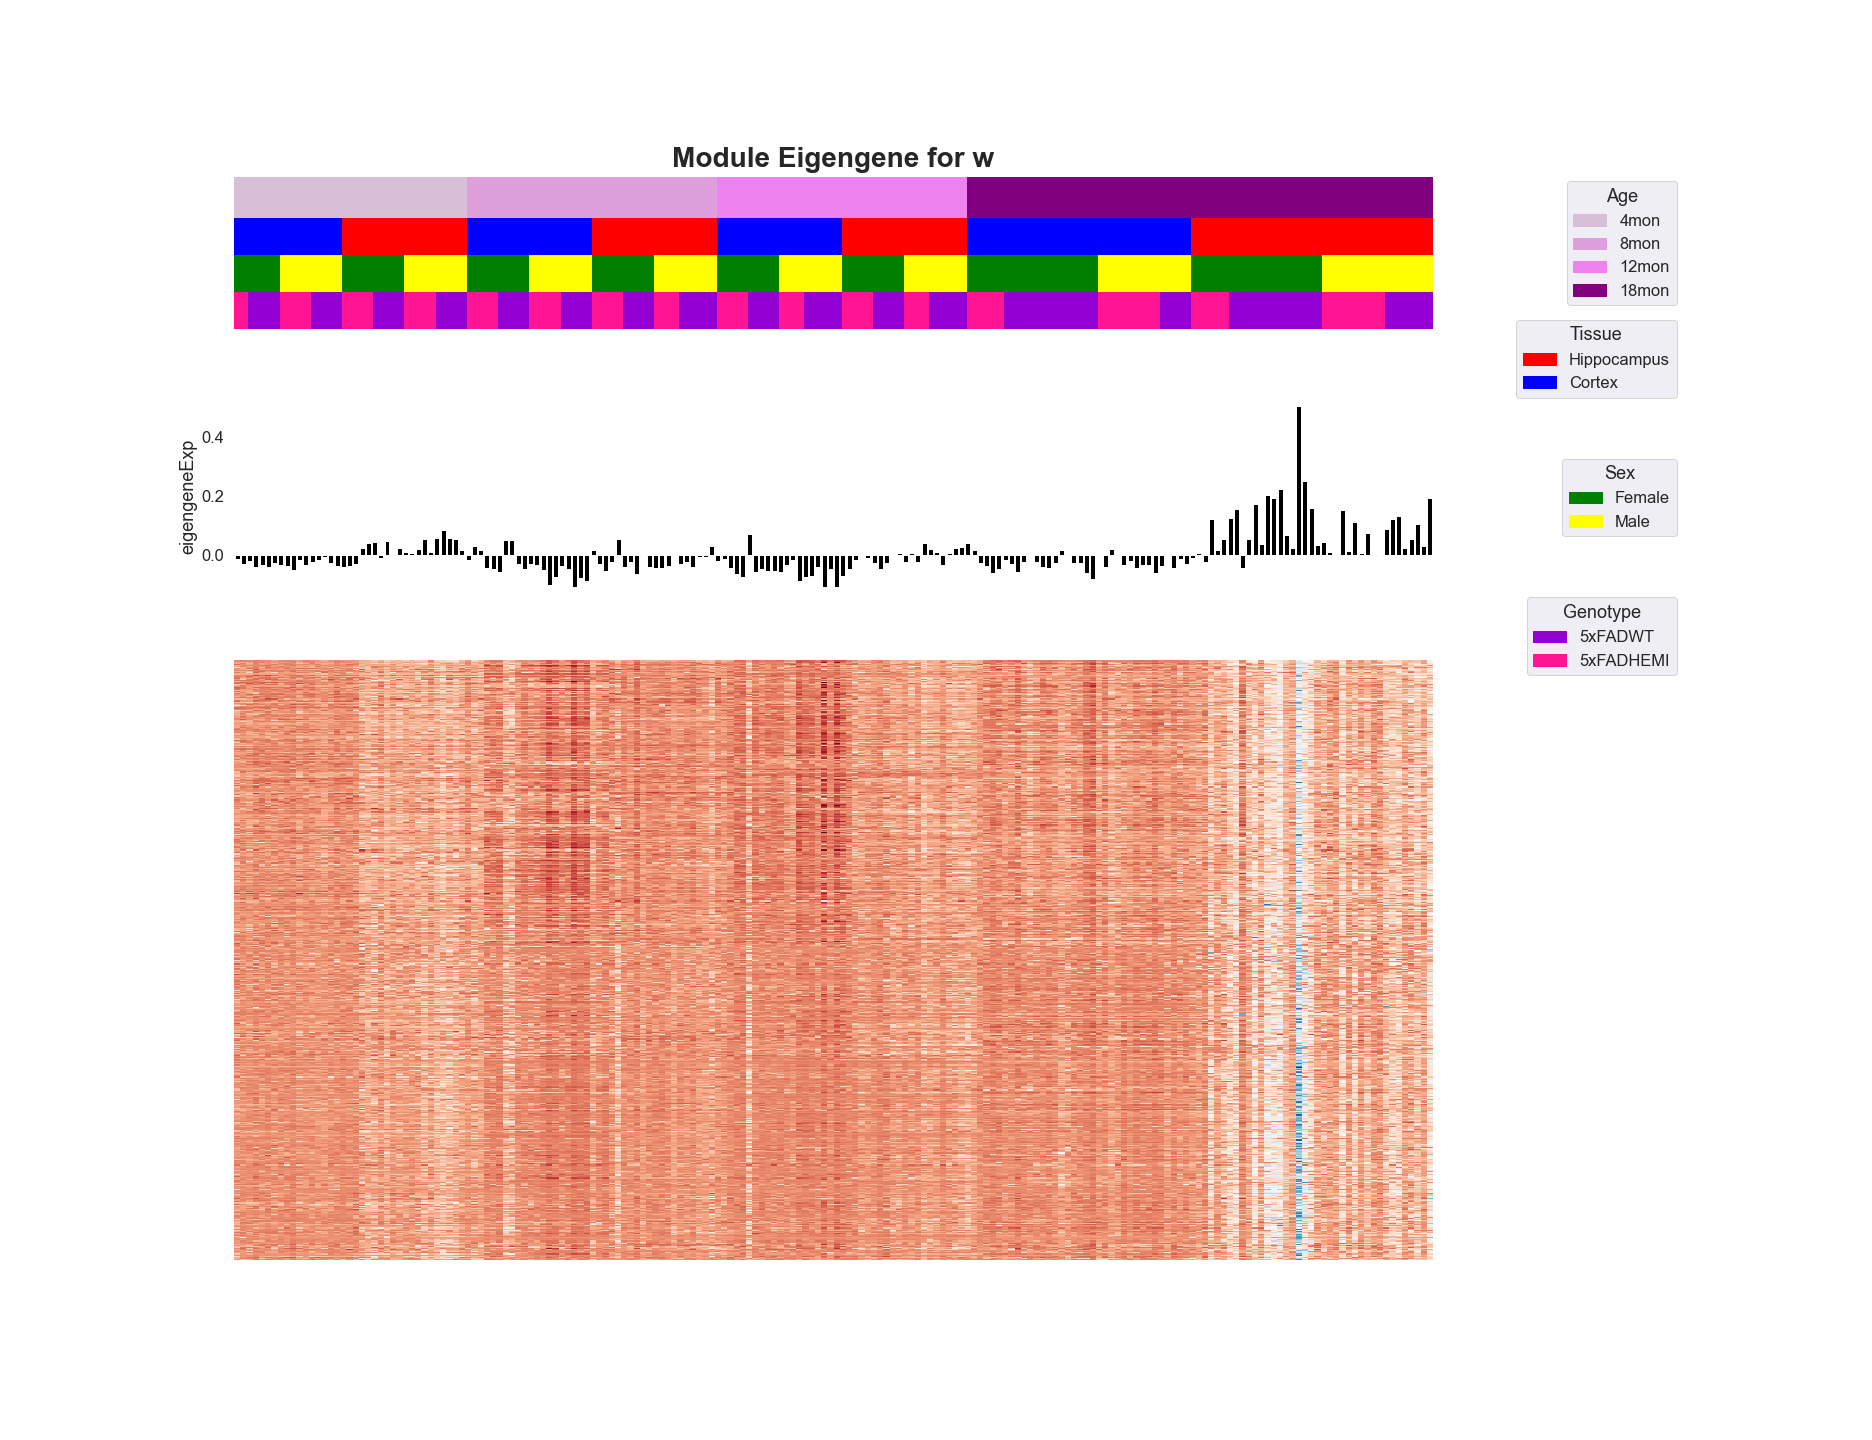 Module Eigengene for w
Age
4mon
8mon
12mon
18mon
Tissue
Hippocampus
Cortex
eigengeneExp
0.4
0.2
0.0
Sex
Female
Male
Genotype
5xFADWT
5xFADHEMI